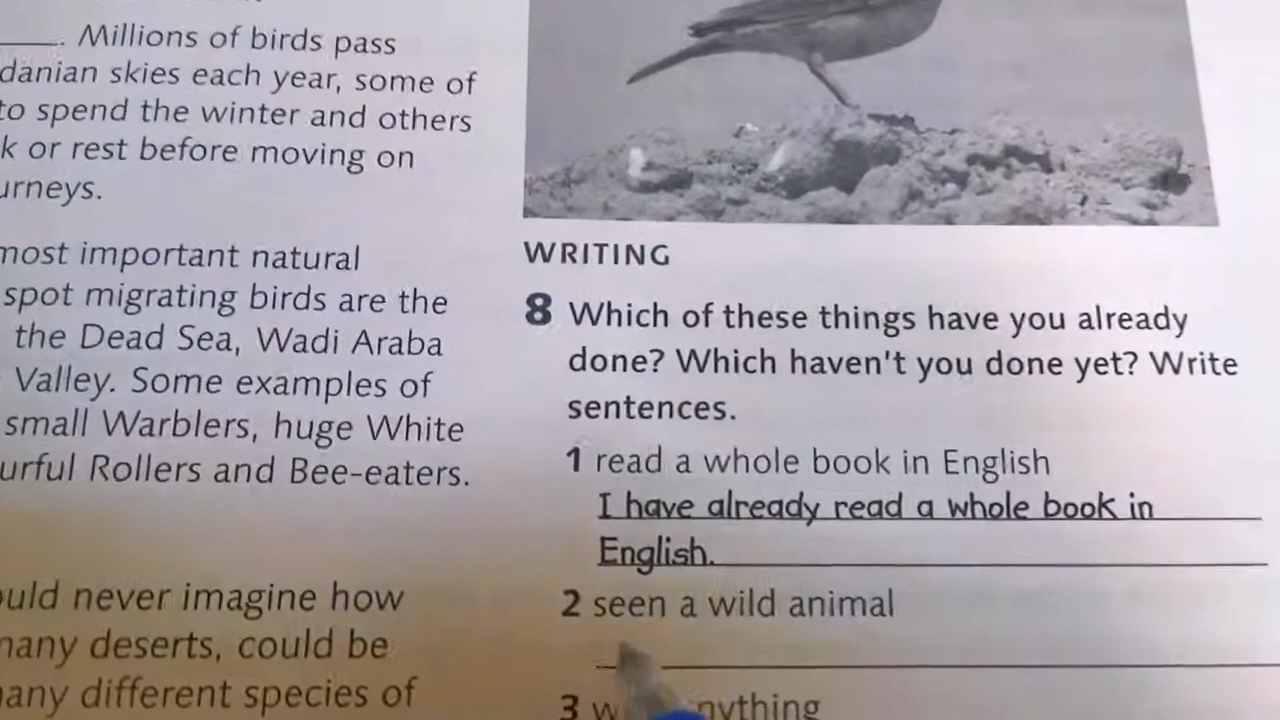 Millions of birds pass
danian skies each year, some of
to spend the winter and others
k or rest before moving on
urneys.
most important natural
spot migrating birds are the
the Dead Sea, Wadi Araba
Valley. Some examples of
small Warblers, huge White
urful Rollers and Bee-eaters.
ould never imagine how
many deserts, could be
many different species of
WRITING
8 Which of these things have you already
done? Which haven't you done yet? Write
sentences.
1 read a whole book in English
I have already read a whole book in
English.
2 seen a wild animal
3 w nything